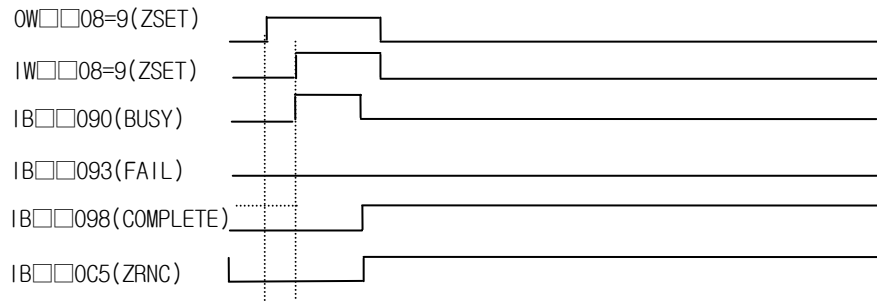 OW□□08=9(ZSET)
IW□□08=9(ZSET)
IB□□090(BUSY)
IB□□093(FAIL)
IB□□098(COMPLETE)
IB□□0C5(ZRNC)